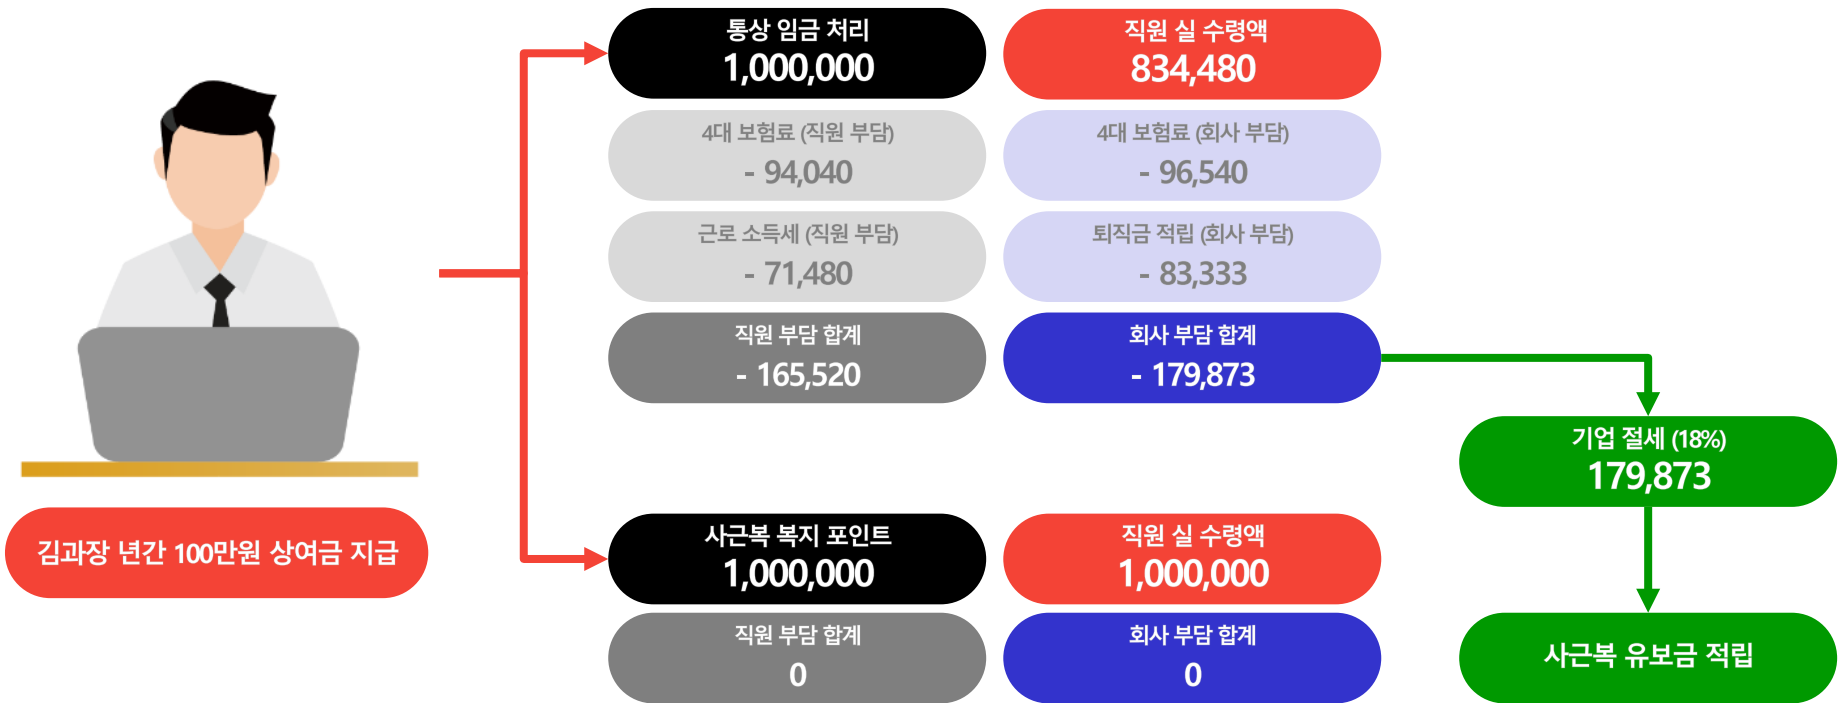 통상 임금 처리
1,000,000
직원 실 수령액
834,480
4대 보험료 (직원 부담)
- 94,040
4대 보험료 (회사 부담)
- 96,540
근로 소득세 (직원 부담)
- 71,480
퇴직금 적립 (회사 부담)
- 83,333
직원 부담 합계
- 165,520
회사 부담 합계
- 179,873
기업 절세 (18%)
179,873
김과장 년간 100만원 상여금 지급
사근복 복지 포인트
1,000,000
직원 실 수령액
1,000,000
직원 부담 합계
0
회사 부담 합계
0
사근복 유보금 적립